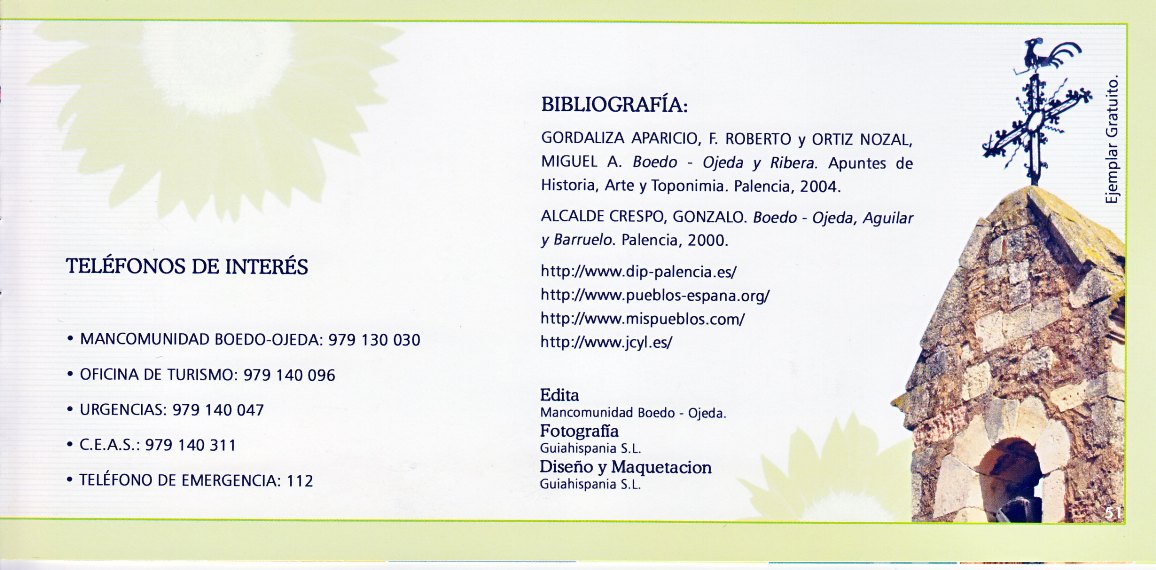 TELÉFONOS DE INTERÉS
• MANCOMUNIDAD BOEDO-OJEDA: 979 130 030
• OFICINA DE TURISMO: 979 140 096
• URGENCIAS: 979 140 047
• C.E.A.S.: 979 140 311
• TELÉFONO DE EMERGENCIA: 112
BIBLIOGRAFÍA:
GORDALIZA APARICIO, F. ROBERTO y ORTIZ NOZAL,
MIGUEL A. Boedo - Ojeda y Ribera. Apuntes de
Historia, Arte y Toponimia. Palencia, 2004.
ALCALDE CRESPO, GONZALO. Boedo - Ojeda, Aguilar
y Barruelo. Palencia, 2000.
http://www.dip-palencia.es/
http://www.pueblos-espana.org/
http://www.mispueblos.com/
http://www.jcyl.es/
Edita
Mancomunidad Boedo - Ojeda.
Fotografía
Guiahispania S.L.
Diseño y Maquetacion
Guiahispania S.L.
Ejemplar Gratuito.
51